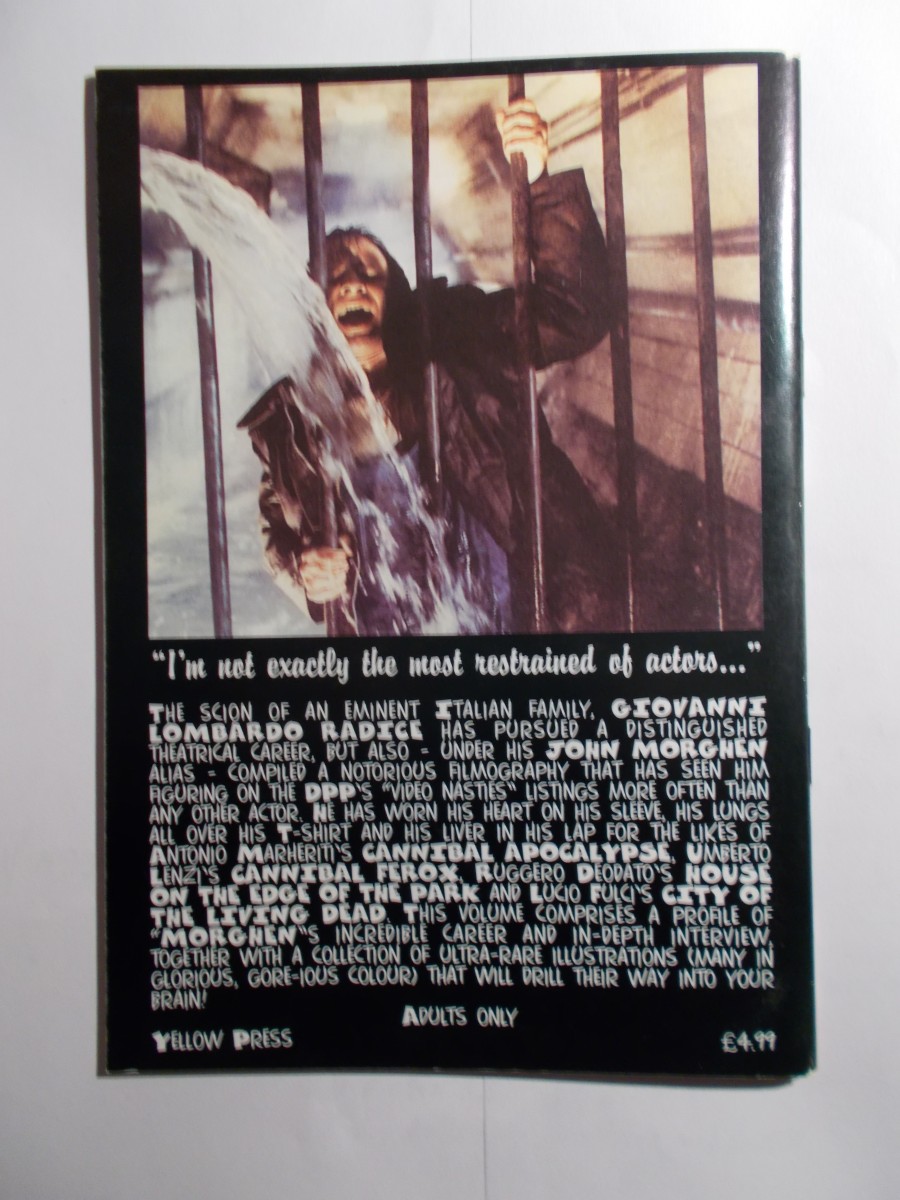 "I'm not exactly the most restrained of actors..."
THE SCION OF AN EMINENT ITALIAN FAMILY, GIOVANNI
LOMBARDO RADICE HAS PURSUED A DISTINGUISHED
THEATRICAL CAREER, BUT ALSO - UNDER HIS JOHN MORGHEN
ALIAS - COMPILED A NOTORIOUS FILMOGRAPHY THAT HAS SEEN HIM
FIGURING ON THE DPP'S "VIDEO NASTIES" LISTINGS MORE OFTEN THAN
ANY OTHER ACTOR. HE HAS WORN HIS HEART ON HIS SLEEVE, HIS LUNGS
ALL OVER HIS T-SHIRT AND HIS LIVER IN HIS LAP FOR THE LIKES OF
ANTONIO MARHERITI'S CANNIBAL APOCALYPSE, UMBERTO
LENZI'S CANNIBAL FEROX, RUGGERO DEODATO'S HOUSE
ON THE EDGE OF THE PARK AND LUCIO FULCI'S CITY OF
THE LIVING DEAD. THIS VOLUME COMPRISES A PROFILE OF
"MORGHEN"'S INCREDIBLE CAREER AND IN-DEPTH INTERVIEW,
TOGETHER WITH A COLLECTION OF ULTRA-RARE ILLUSTRATIONS (MANY IN
GLORIOUS, GORE-IOUS COLOUR) THAT WILL DRILL THEIR WAY INTO YOUR
BRAIN!
ADULTS ONLY
YELLOW PRESS
£4.99